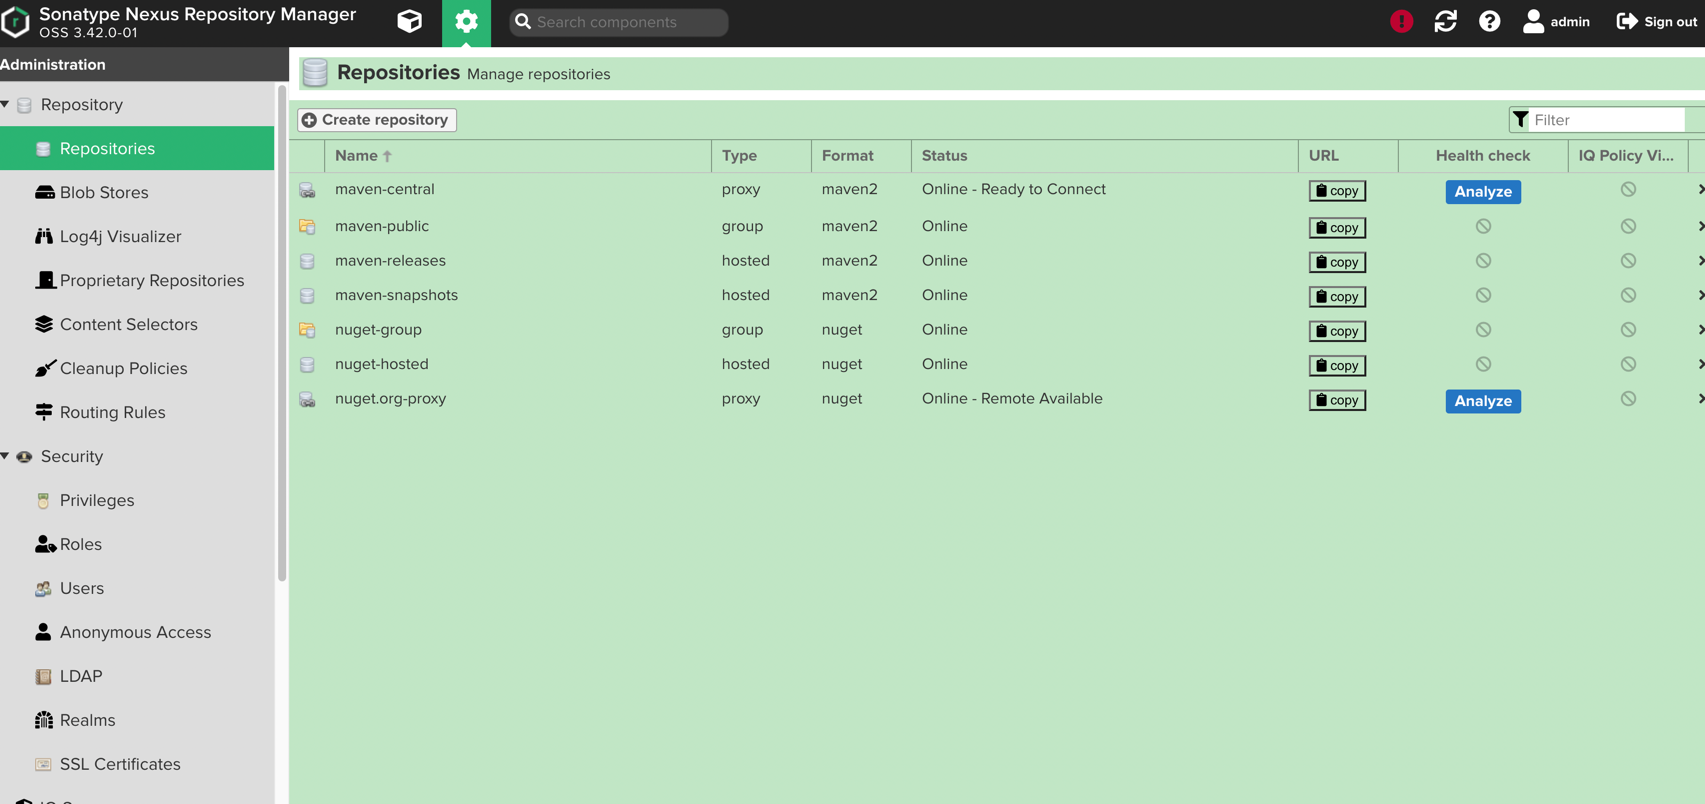 Sonatype Nexus Repository Manager
OSS 3.42.0-01
Search components
admin
Sign out
Administration
Repository
Repositories
Blob Stores
Log4j Visualizer
Proprietary Repositories
Content Selectors
Cleanup Policies
Routing Rules
Security
Privileges
Roles
Users
Anonymous Access
LDAP
Realms
SSL Certificates
Repositories Manage repositories
Create repository
Filter
Name Type Format Status URL Health check IQ Policy Vi...
maven-central proxy maven2 Online - Ready to Connect copy Analyze
maven-public group maven2 Online copy
maven-releases hosted maven2 Online copy
maven-snapshots hosted maven2 Online copy
nuget-group group nuget Online copy
nuget-hosted hosted nuget Online copy
nuget.org-proxy proxy nuget Online - Remote Available copy Analyze